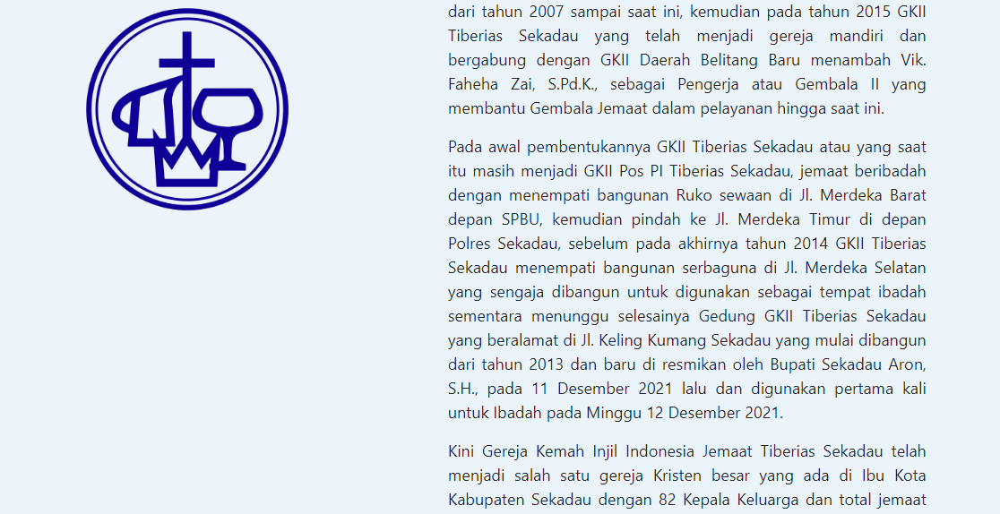 dari tahun 2007 sampai saat ini, kemudian pada tahun 2015 GKII
Tiberias Sekadau yang telah menjadi gereja mandiri dan
bergabung dengan GKII Daerah Belitang Baru menambah Vik.
Faheha Zai, S.Pd.K., sebagai Pengerja atau Gembala II yang
membantu Gembala Jemaat dalam pelayanan hingga saat ini.
Pada awal pembentukannya GKII Tiberias Sekadau atau yang saat
itu masih menjadi GKII Pos PI Tiberias Sekadau, jemaat beribadah
dengan menempati bangunan Ruko sewaan di Jl. Merdeka Barat
depan SPBU, kemudian pindah ke Jl. Merdeka Timur di depan
Polres Sekadau, sebelum pada akhirnya tahun 2014 GKII Tiberias
Sekadau menempati bangunan serbaguna di Jl. Merdeka Selatan
yang sengaja dibangun untuk digunakan sebagai tempat ibadah
sementara menunggu selesainya Gedung GKII Tiberias Sekadau
yang beralamat di Jl. Keling Kumang Sekadau yang mulai dibangun
dari tahun 2013 dan baru di resmikan oleh Bupati Sekadau Aron,
S.H., pada 11 Desember 2021 lalu dan digunakan pertama kali
untuk Ibadah pada Minggu 12 Desember 2021.
Kini Gereja Kemah Injil Indonesia Jemaat Tiberias Sekadau telah
menjadi salah satu gereja Kristen besar yang ada di Ibu Kota
Kabupaten Sekadau dengan 82 Kepala Keluarga dan total jemaat